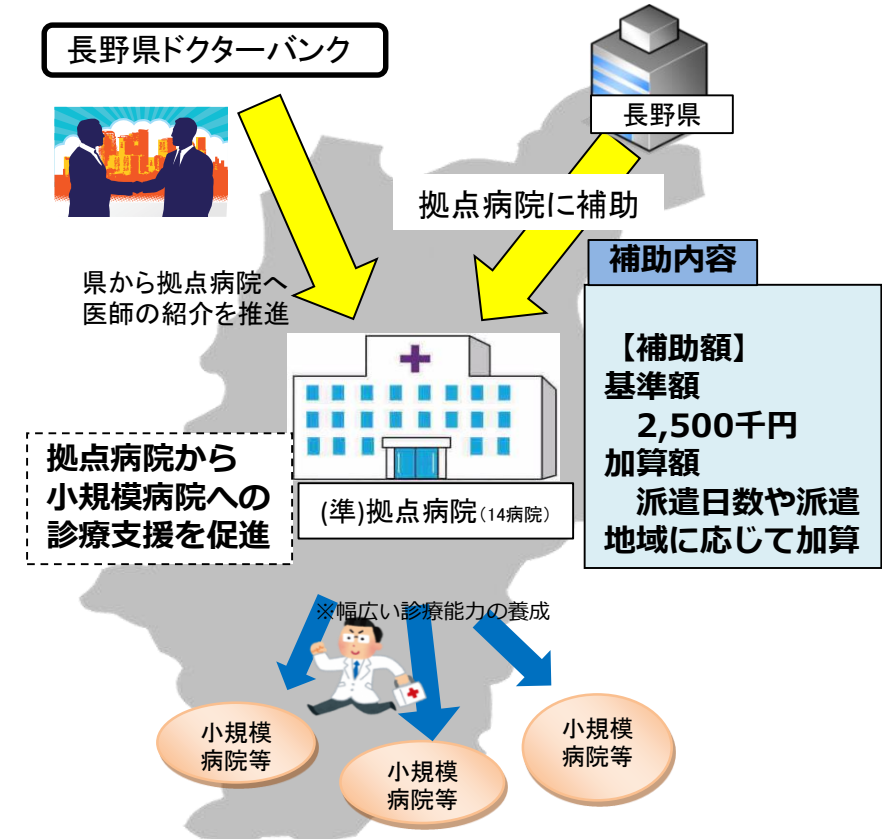 長野県ドクターバンク
長野県
拠点病院に補助
県から拠点病院へ
医師の紹介を推進
補助内容
【補助額】
基準額
2,500千円
加算額
派遣日数や派遣
地域に応じて加算
拠点病院から
小規模病院への
診療支援を促進
(準)拠点病院（14病院）
※幅広い診療能力の養成
小規模
病院等
小規模
病院等
小規模
病院等